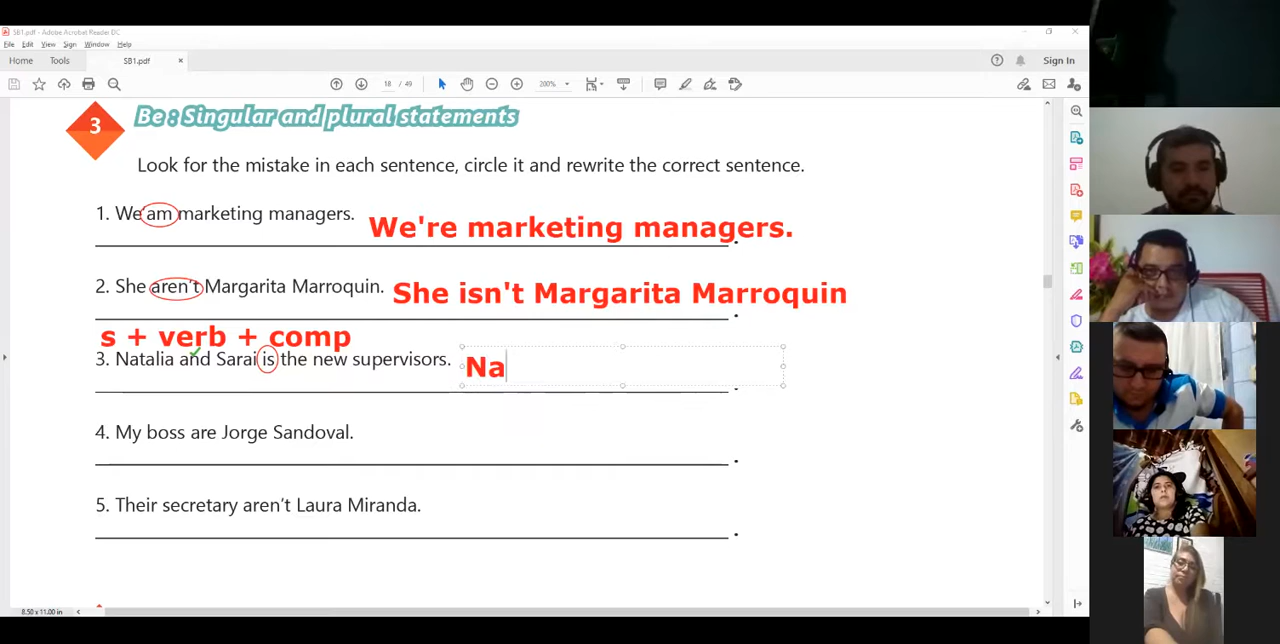 SB1.pdf - Adobe Acrobat Reader DC
File Edit View Sign Window Help
Home Tools SB1.pdf × Sign In
18 / 49 200%
3 Be : Singular and plural statements
Look for the mistake in each sentence, circle it and rewrite the correct sentence.
1. We'am marketing managers. We're marketing managers.
.
2. She aren't Margarita Marroquin. She isn't Margarita Marroquin
.
s + verb + comp
3. Natalia and Sarai is the new supervisors. Na
.
4. My boss are Jorge Sandoval.
.
5. Their secretary aren't Laura Miranda.
.
8.50 x 11.00 in